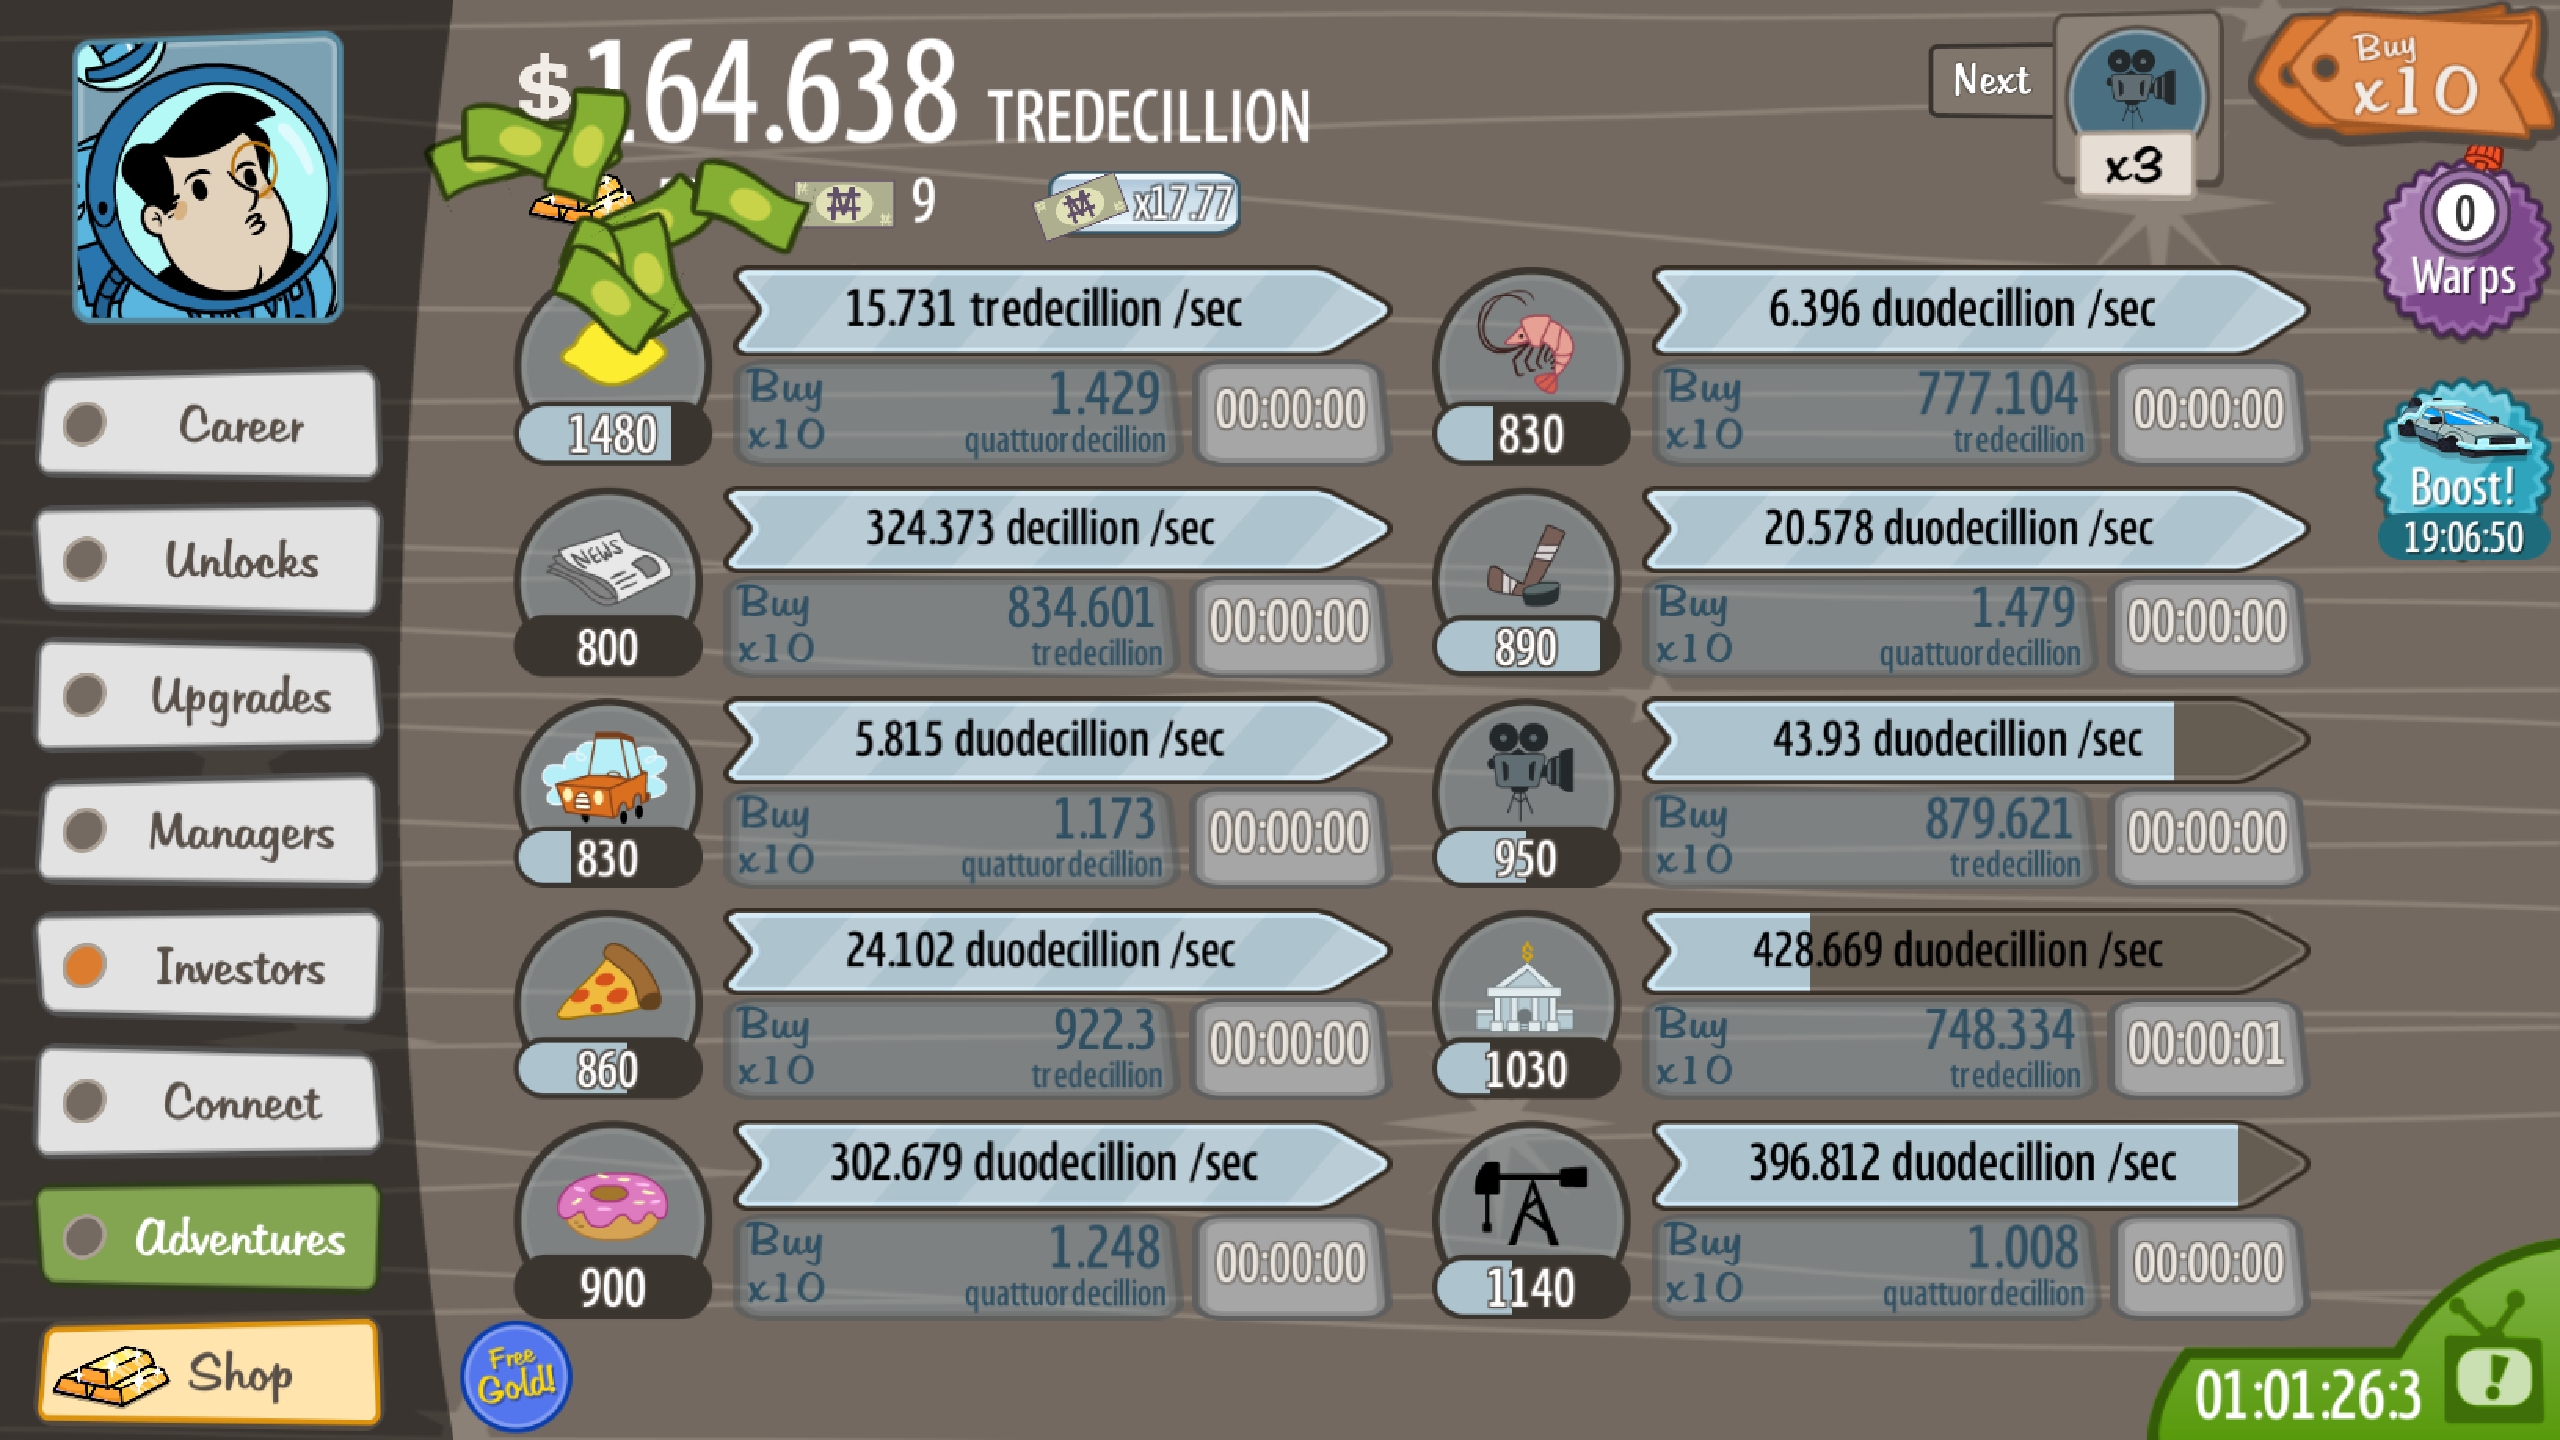 $164.638 TREDECILLION
9
x17.77
Next
x3
Buy
x10
0
Warps
Boost!
19:06:50
Career
Unlocks
Upgrades
Managers
Investors
Connect
Adventures
Shop
15.731 tredecillion /sec
1480
Buy
x10
1.429
quattuordecillion
00:00:00
6.396 duodecillion /sec
830
Buy
x10
777.104
tredecillion
00:00:00
NEWS
324.373 decillion /sec
800
Buy
x10
834.601
tredecillion
00:00:00
20.578 duodecillion /sec
890
Buy
x10
1.479
quattuordecillion
00:00:00
5.815 duodecillion /sec
830
Buy
x10
1.173
quattuordecillion
00:00:00
43.93 duodecillion /sec
950
Buy
x10
879.621
tredecillion
00:00:00
24.102 duodecillion /sec
860
Buy
x10
922.3
tredecillion
00:00:00
$
428.669 duodecillion /sec
1030
Buy
x10
748.334
tredecillion
00:00:01
302.679 duodecillion /sec
900
Buy
x10
1.248
quattuordecillion
00:00:00
396.812 duodecillion /sec
1140
Buy
x10
1.008
quattuordecillion
00:00:00
Free
Gold!
01:01:26:3
!